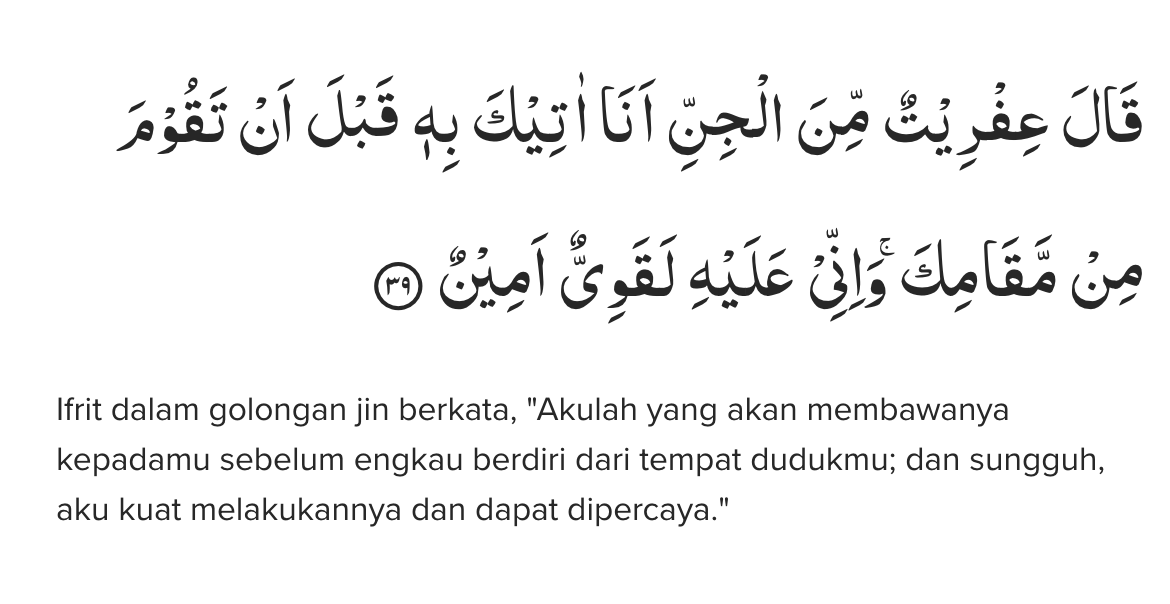 قَالَ عِفْرِيْتٌ مِّنَ الْجِنِّ اَنَا۠ اٰتِيْكَ بِهٖ قَبْلَ اَنْ تَقُوْمَ
مِنْ مَّقَامِكَۚ وَاِنِّيْ عَلَيْهِ لَقَوِيٌّ اَمِيْنٌ ٣٩
Ifrit dalam golongan jin berkata, "Akulah yang akan membawanya
kepadamu sebelum engkau berdiri dari tempat dudukmu; dan sungguh,
aku kuat melakukannya dan dapat dipercaya."